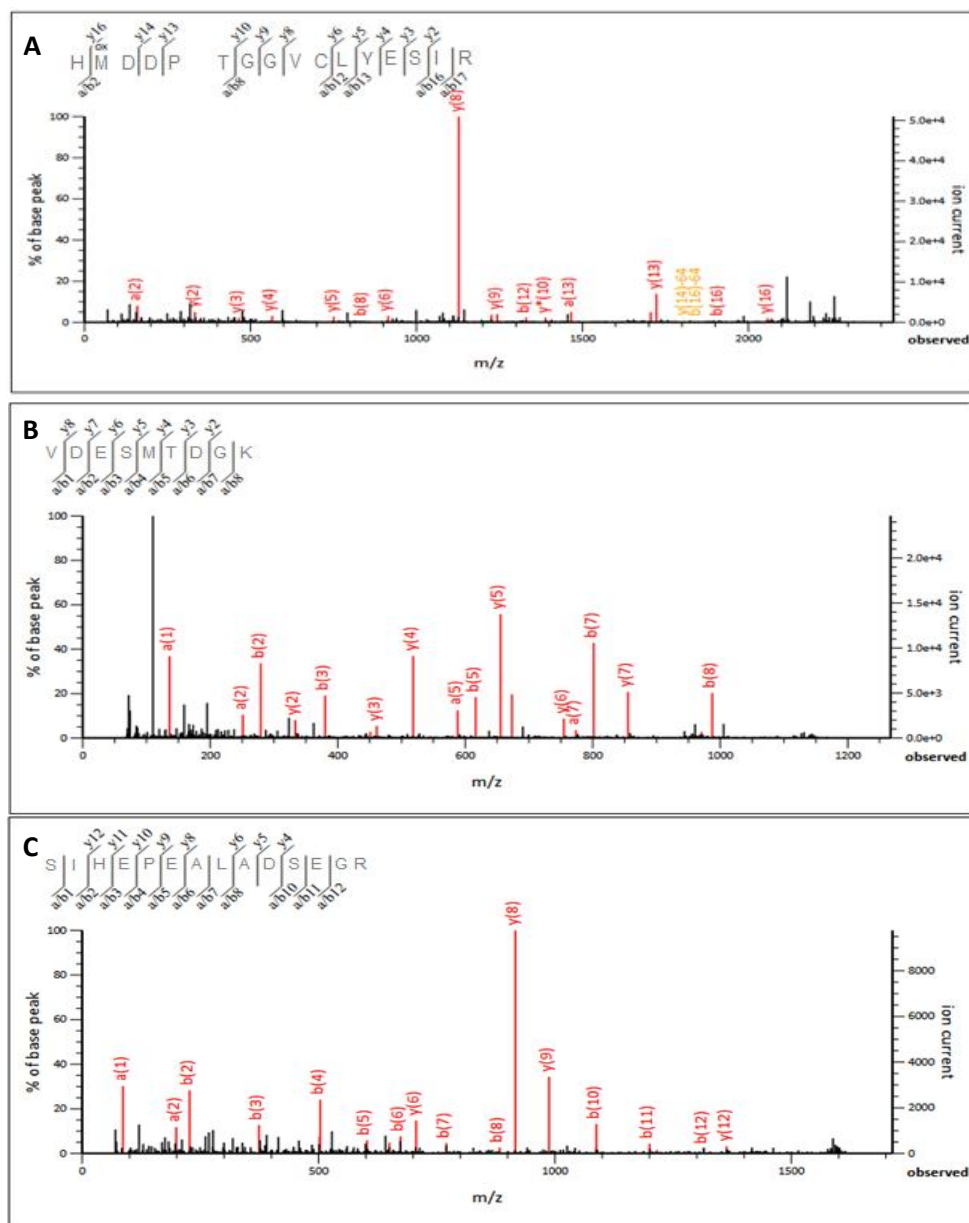 A
y16 y14 y13 y10 y9 y8 y6 y5 y4 y3 y2
ox
H M D D P T G G V C L Y E S I R
a/b2 a/b8 a/b12 a/b13 a/b16 a/b17
100 80 60 40 20 0
% of base peak
a(2) y(2) y(3) y(4) y(5) b(8) y(6) y(8) y(9) b(12) y*(10) a(13) y(13) y(14)-64 b(16)-64 b(16) y(16)
5.0e+4 4.0e+4 3.0e+4 2.0e+4 1.0e+4 0.0e+0
ion current
0 500 1000 1500 2000
observed
m/z
B
y8 y7 y6 y5 y4 y3 y2
V D E S M T D G K
a/b1 a/b2 a/b3 a/b4 a/b5 a/b6 a/b7 a/b8
100 80 60 40 20 0
% of base peak
a(1) a(2) b(2) y(2) b(3) y(3) y(4) a(5) b(5) y(5) y(6) a(7) b(7) y(7) b(8)
2.0e+4 1.5e+4 1.0e+4 5.0e+3 0.0e+0
ion current
0 200 400 600 800 1000 1200
observed
m/z
C
y12 y11 y10 y9 y8 y6 y5 y4
S I H E P E A L A D S E G R
a/b1 a/b2 a/b3 a/b4 a/b5 a/b6 a/b7 a/b8 a/b10 a/b11 a/b12
100 80 60 40 20 0
% of base peak
a(1) a(2) b(2) b(3) b(4) b(5) b(6) y(6) b(7) b(8) y(8) y(9) b(10) b(11) b(12) y(12)
8000 6000 4000 2000 0
ion current
0 500 1000 1500
observed
m/z